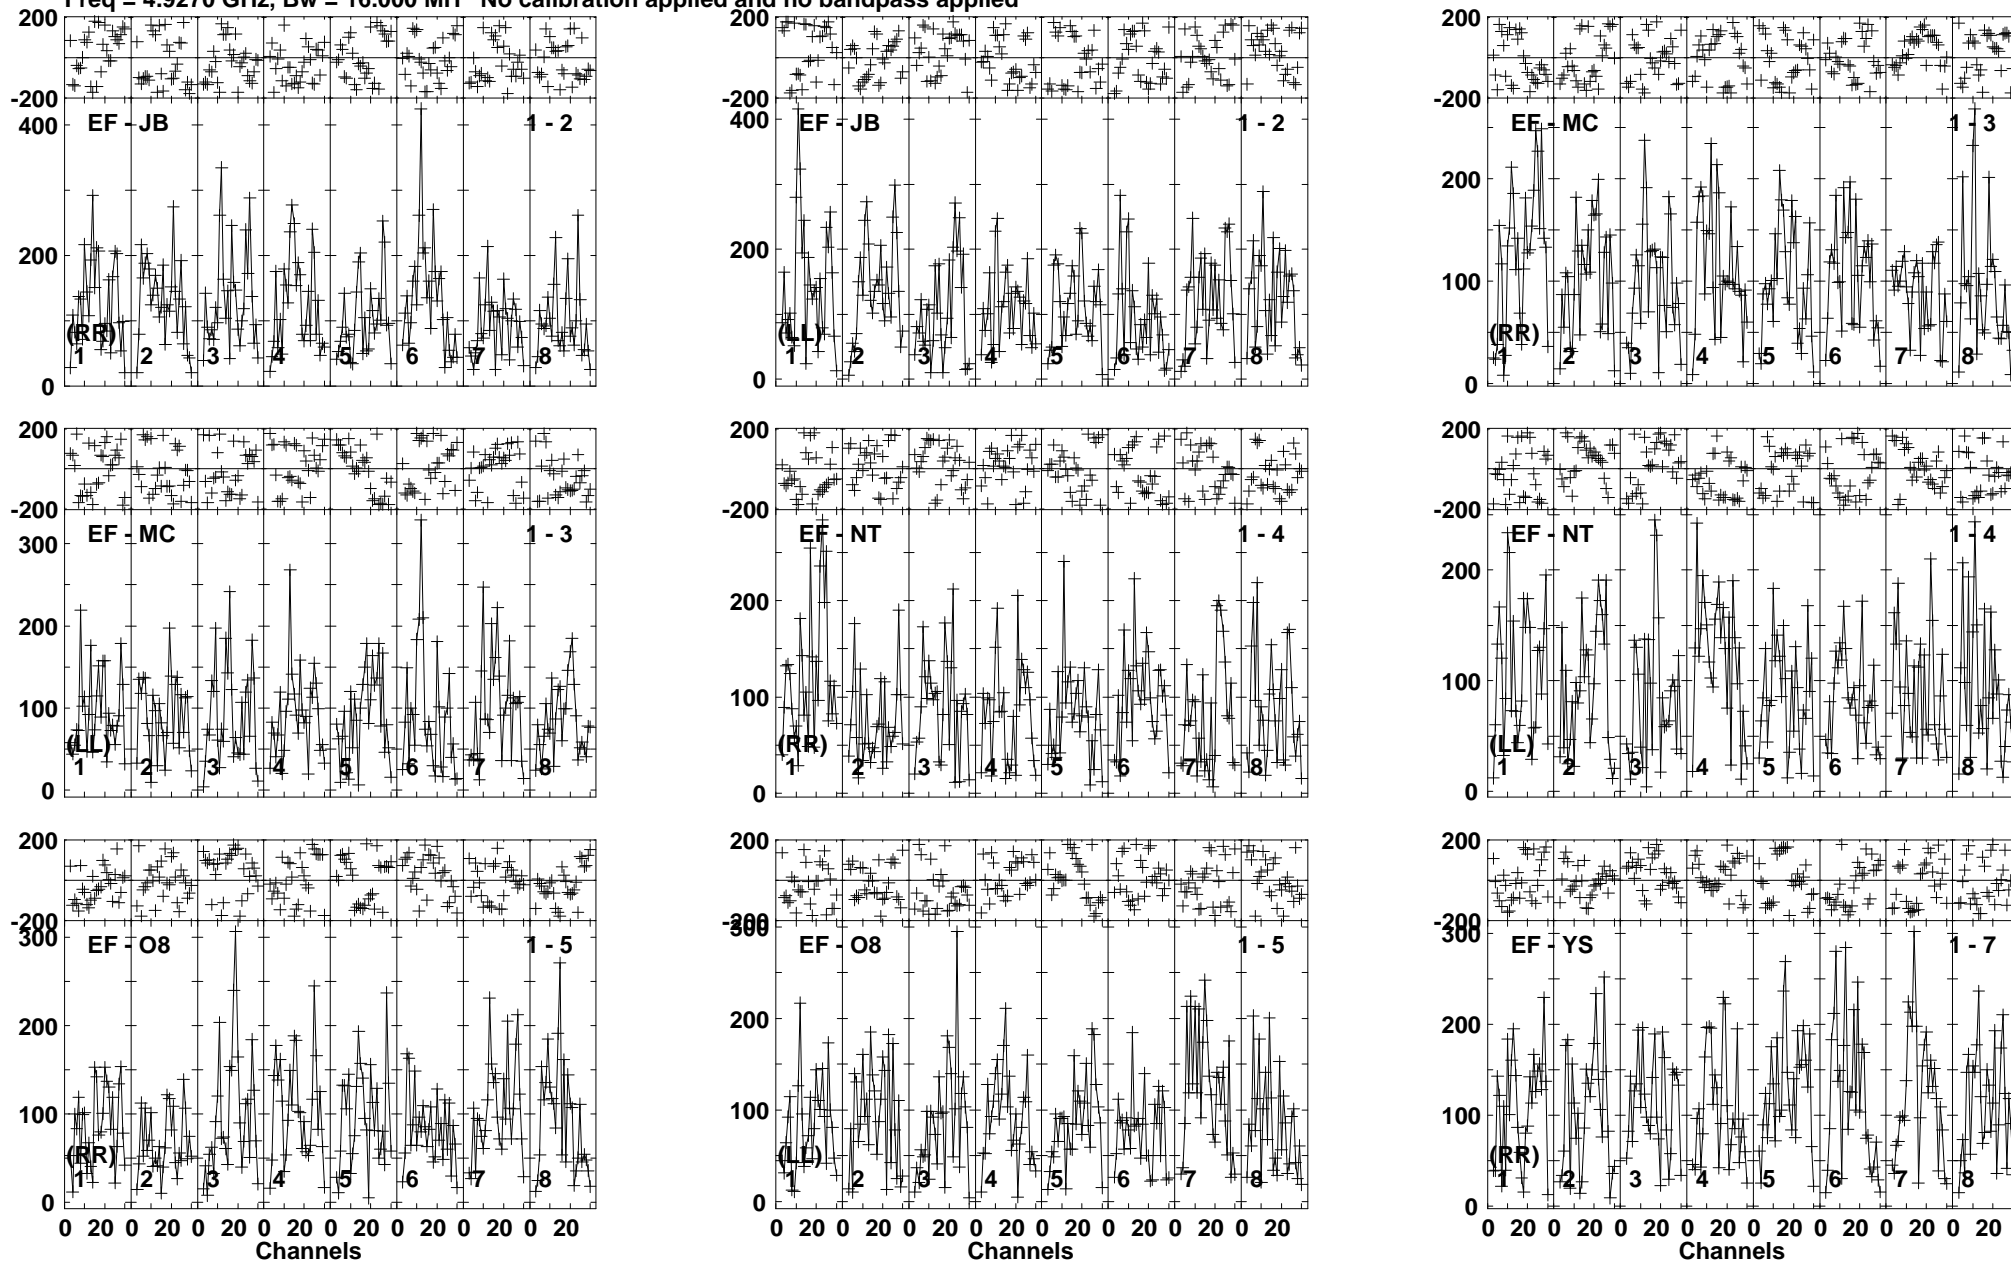 Freq = 4.9270 GHz, Bw = 16.000 MH No calibration applied and no bandpass applied
200 200 200
-200 -200 -200
EF - JB 1 - 2 EF - JB 1 - 2 EF - MC 1 - 3
400 400
200 200 200
100
(RR) (LL) (RR)
1 2 3 4 5 6 7 8 1 2 3 4 5 6 7 8 1 2 3 4 5 6 7 8
0 0 0
200 200 200
-200 -200 -200
EF - MC 1 - 3 EF - NT 1 - 4 EF - NT 1 - 4
300
200 200 200
100 100 100
(LL) (RR) (LL)
1 2 3 4 5 6 7 8 1 2 3 4 5 6 7 8 1 2 3 4 5 6 7 8
0 0 0
200 200 200
-200 -200 -200
300 300 300
EF - O8 1 - 5 EF - O8 1 - 5 EF - YS 1 - 7
200 200 200
100 100 100
(RR) (LL) (RR)
1 2 3 4 5 6 7 8 1 2 3 4 5 6 7 8 1 2 3 4 5 6 7 8
0 0 0
0 20 0 20 0 20 0 20 0 20 0 20 0 20 0 20 0 20 0 20 0 20 0 20 0 20 0 20 0 20 0 20 0 20 0 20 0 20 0 20 0 20 0 20 0 20 0 20
Channels Channels Channels